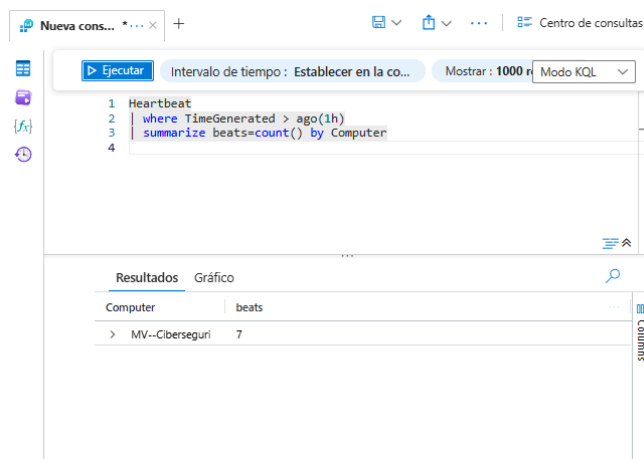 Nueva cons... *···
Centro de consultas
Ejecutar
Intervalo de tiempo : Establecer en la co...
Mostrar : 1000 r
Modo KQL
{fx}
1 Heartbeat
2 | where TimeGenerated > ago(1h)
3 | summarize beats=count() by Computer
4
Resultados Gráfico
Computer beats
MV--Ciberseguri 7
Columns